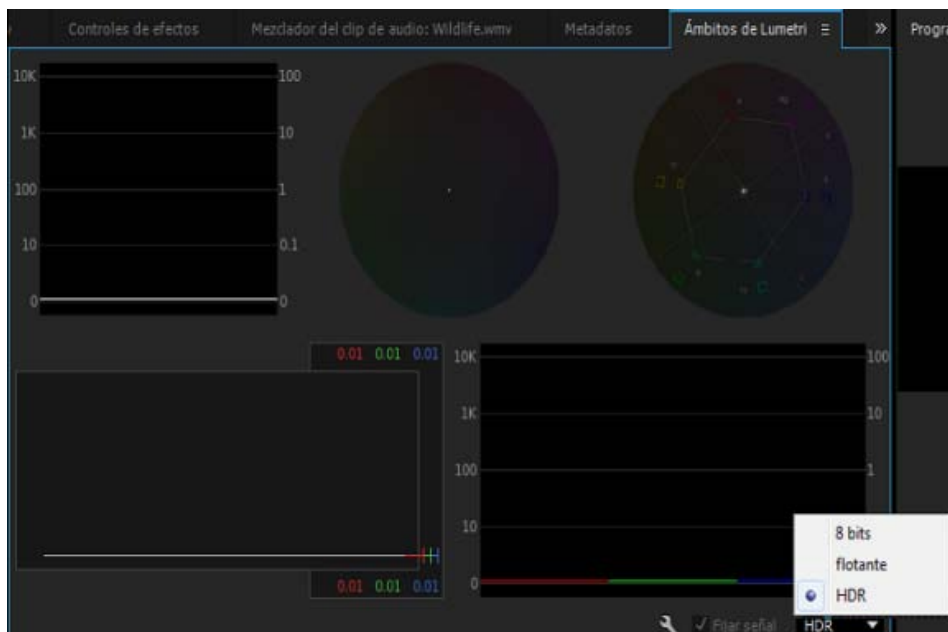 Controles de efectos
Mezclador del clip de audio: Wildlife.wmv
Metadatos
Ámbitos de Lumetri
Progra
10K
100
1K
10
100
1
10
0.1
0
0
0.01 0.01 0.01
10K
100
1K
10
100
1
10
0
0.01 0.01 0.01
8 bits
flotante
HDR
Fijar señal
HDR